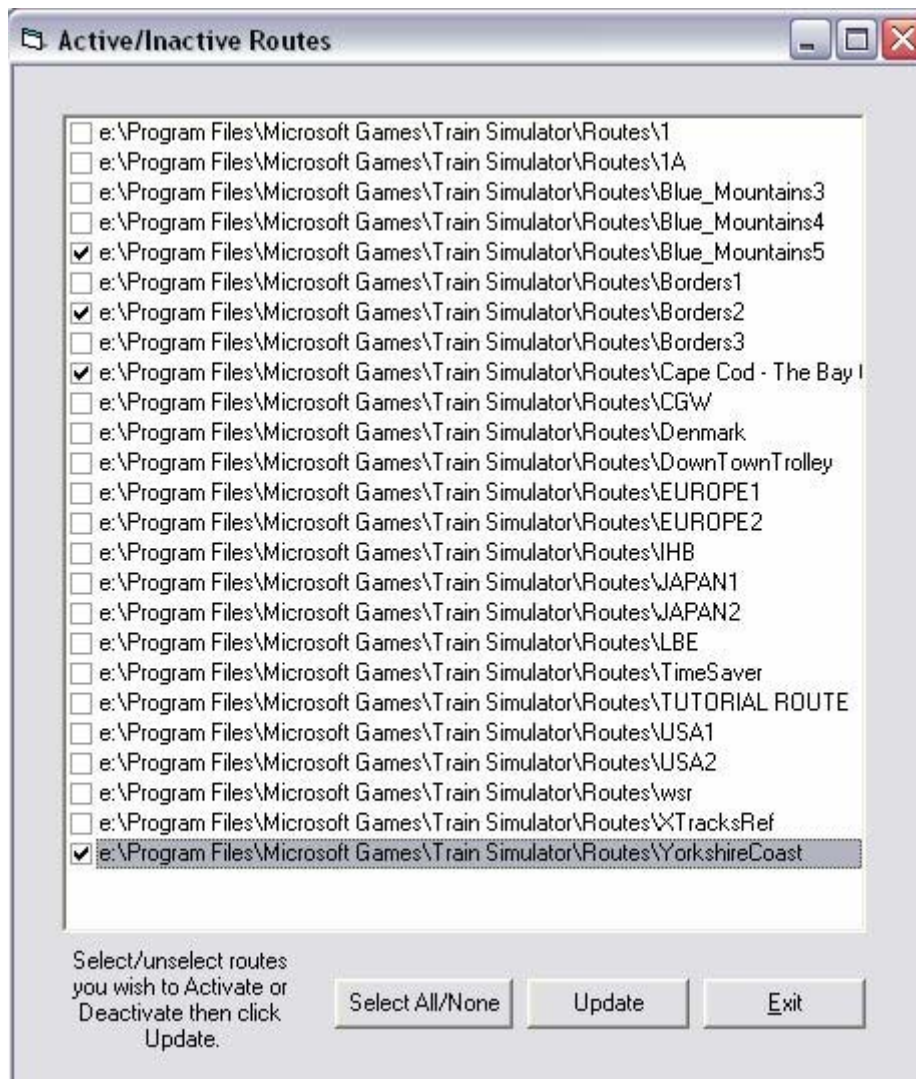 Active/Inactive Routes
e:\Program Files\Microsoft Games\Train Simulator\Routes\1
e:\Program Files\Microsoft Games\Train Simulator\Routes\1A
e:\Program Files\Microsoft Games\Train Simulator\Routes\Blue_Mountains3
e:\Program Files\Microsoft Games\Train Simulator\Routes\Blue_Mountains4
e:\Program Files\Microsoft Games\Train Simulator\Routes\Blue_Mountains5
e:\Program Files\Microsoft Games\Train Simulator\Routes\Borders1
e:\Program Files\Microsoft Games\Train Simulator\Routes\Borders2
e:\Program Files\Microsoft Games\Train Simulator\Routes\Borders3
e:\Program Files\Microsoft Games\Train Simulator\Routes\Cape Cod - The Bay
e:\Program Files\Microsoft Games\Train Simulator\Routes\CGW
e:\Program Files\Microsoft Games\Train Simulator\Routes\Denmark
e:\Program Files\Microsoft Games\Train Simulator\Routes\DownTownTrolley
e:\Program Files\Microsoft Games\Train Simulator\Routes\EUROPE1
e:\Program Files\Microsoft Games\Train Simulator\Routes\EUROPE2
e:\Program Files\Microsoft Games\Train Simulator\Routes\IHB
e:\Program Files\Microsoft Games\Train Simulator\Routes\JAPAN1
e:\Program Files\Microsoft Games\Train Simulator\Routes\JAPAN2
e:\Program Files\Microsoft Games\Train Simulator\Routes\LBE
e:\Program Files\Microsoft Games\Train Simulator\Routes\TimeSaver
e:\Program Files\Microsoft Games\Train Simulator\Routes\TUTORIAL ROUTE
e:\Program Files\Microsoft Games\Train Simulator\Routes\USA1
e:\Program Files\Microsoft Games\Train Simulator\Routes\USA2
e:\Program Files\Microsoft Games\Train Simulator\Routes\wsr
e:\Program Files\Microsoft Games\Train Simulator\Routes\XTracksRef
e:\Program Files\Microsoft Games\Train Simulator\Routes\YorkshireCoast
Select/unselect routes
you wish to Activate or
Deactivate then click
Update.
Select All/None
Update
Exit